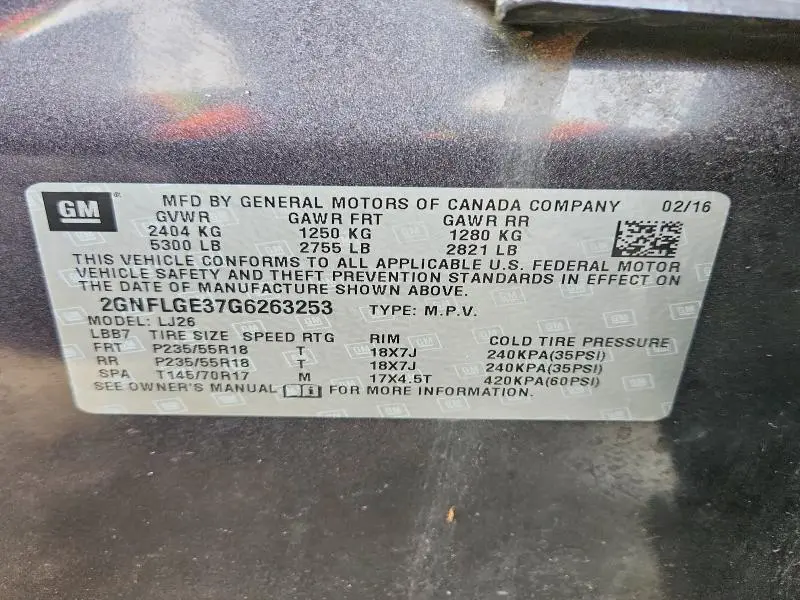 GM
MFD BY GENERAL MOTORS OF CANADA COMPANY 02/16
GVWR GAWR FRT GAWR RR
2404 KG 1250 KG 1280 KG
5300 LB 2755 LB 2821 LB
THIS VEHICLE CONFORMS TO ALL APPLICABLE U.S. FEDERAL MOTOR
VEHICLE SAFETY AND THEFT PREVENTION STANDARDS IN EFFECT ON
THE DATE OF MANUFACTURE SHOWN ABOVE.
2GNFLGE37G6263253 TYPE: M.P.V.
MODEL: LJ26
LBB7 TIRE SIZE SPEED RTG RIM COLD TIRE PRESSURE
FRT P235/55R18 T 18X7J 240KPA(35PSI)
RR P235/55R18 T 18X7J 240KPA(35PSI)
SPA T145/70R17 M 17X4.5T 420KPA(60PSI)
SEE OWNER'S MANUAL FOR MORE INFORMATION.